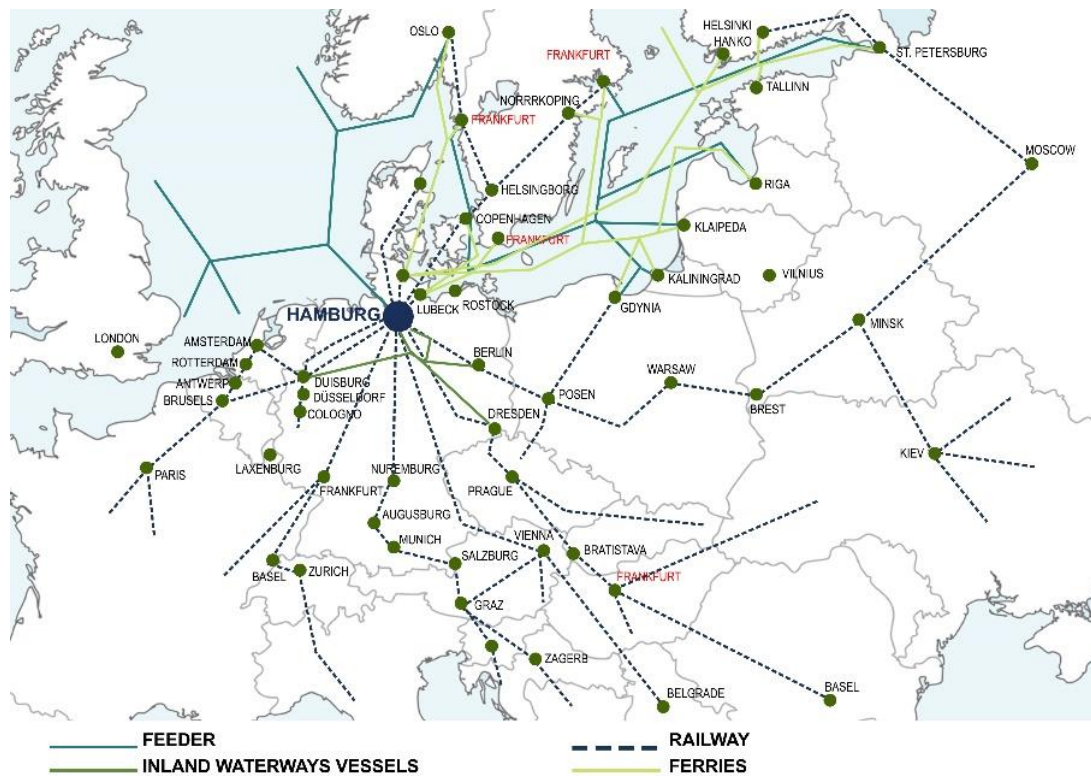 OSLO
HELSINKI
HANKO
ST. PETERSBURG
FRANKFURT
TALLINN
NORRRKOPING
FRANKFURT
MOSCOW
RIGA
HELSINGBORG
COPENHAGEN
KLAIPEDA
FRANKFURT
VILNIUS
KALININGRAD
LUBECK
ROSTOCK
GDYNIA
HAMBURG
MINSK
LONDON
AMSTERDAM
BERLIN
ROTTERDAM
WARSAW
ANTWERP
DUISBURG
BRUSELS
DÜSSELDORF
POSEN
BREST
COLOGNO
DRESDEN
KIEV
LAXENBURG
NUREMBURG
PARIS
FRANKFURT
PRAGUE
AUGUSBURG
VIENNA
MUNICH
SALZBURG
BRATISTAVA
BASEL
ZURICH
FRANKFURT
GRAZ
ZAGERB
BELGRADE
BASEL
FEEDER
RAILWAY
INLAND WATERWAYS VESSELS
FERRIES